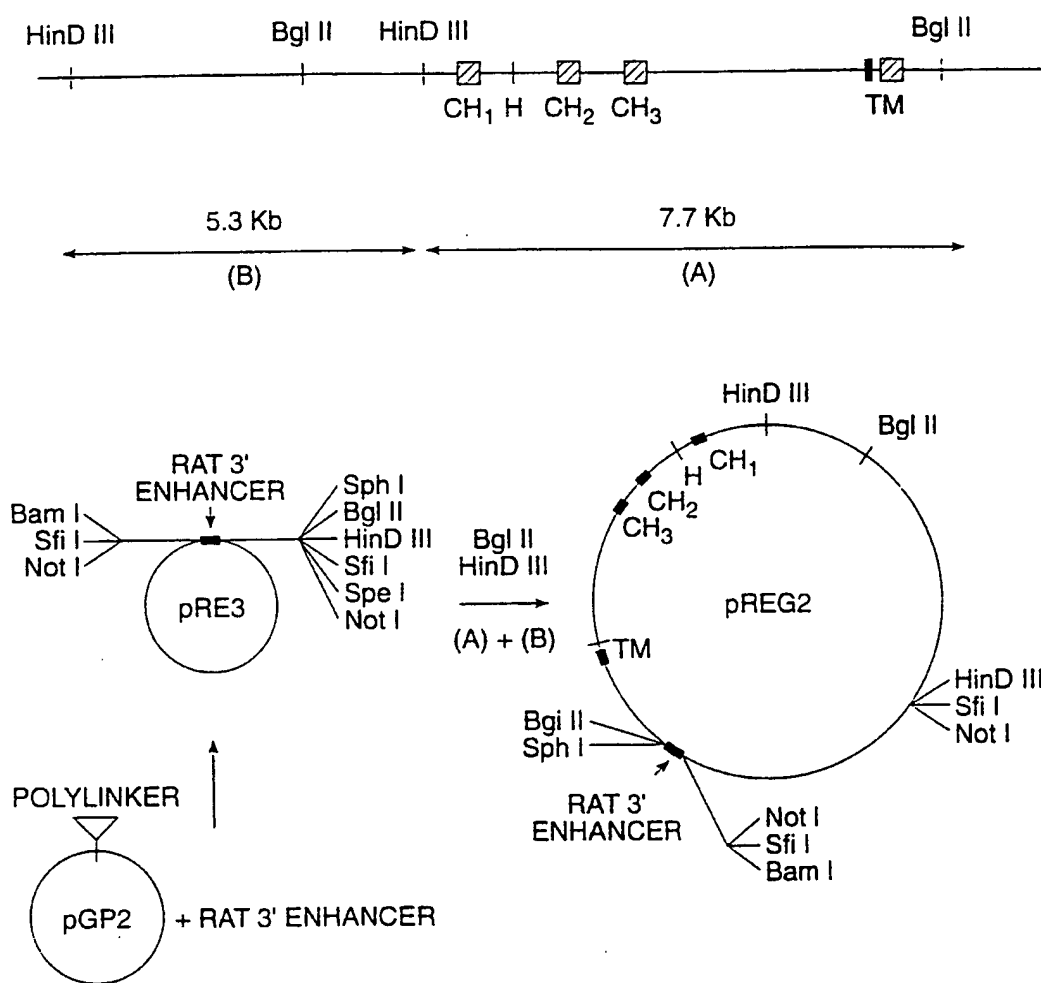 HinD III
Bgl II
HinD III
Bgl II
CH1
H
CH2
CH3
TM
5.3 Kb
(B)
7.7 Kb
(A)
RAT 3'
ENHANCER
Bam I
Sfi I
Not I
Sph I
Bgl II
HinD III
Sfi I
Spe I
Not I
pRE3
Bgl II
HinD III
(A) + (B)
HinD III
Bgl II
CH1
H
CH2
CH3
pREG2
TM
HinD III
Sfi I
Not I
Bgi II
Sph I
RAT 3'
ENHANCER
Not I
Sfi I
Bam I
POLYLINKER
pGP2
+ RAT 3' ENHANCER